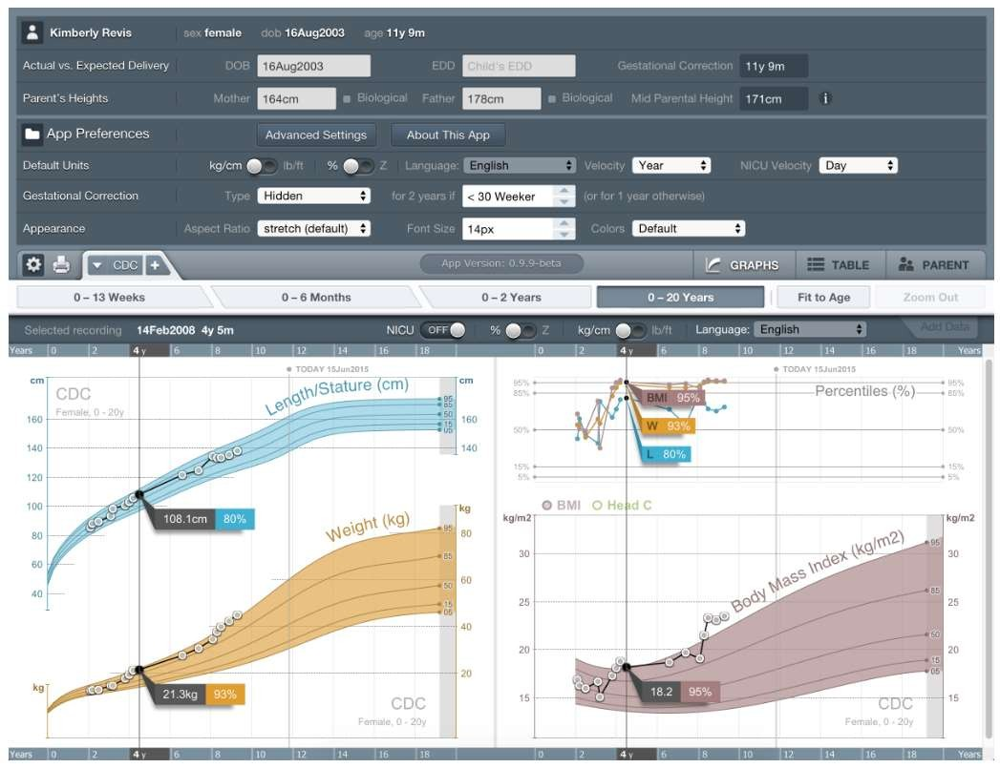 Kimberly Revis sex female dob 16Aug2003 age 11y 9m
Actual vs. Expected Delivery DOB 16Aug2003 EDD Child's EDD Gestational Correction 11y 9m
Parent's Heights Mother 164cm Biological Father 178cm Biological Mid Parental Height 171cm i
App Preferences Advanced Settings About This App
Default Units kg/cm lb/ft % Z Language: English Velocity Year NICU Velocity Day
Gestational Correction Type Hidden for 2 years if < 30 Weeker (or for 1 year otherwise)
Appearance Aspect Ratio stretch (default) Font Size 14px Colors Default
CDC + App Version: 0.9.9-beta GRAPHS TABLE PARENT
0 – 13 Weeks 0 – 6 Months 0 – 2 Years 0 – 20 Years Fit to Age Zoom Out
Selected recording 14Feb2008 4y 5m NICU OFF % Z kg/cm lb/ft Language: English Add Data
Years 0 2 4 y 6 8 10 12 14 16 18 0 2 4 y 6 8 10 12 14 16 18 Years
cm TODAY 15Jun2015 cm
CDC
Female, 0 - 20y
Length/Stature (cm)
95
85
50
15
05
160 160
140 140
120
100
80
60
40
108.1cm 80%
kg
Weight (kg)
95
85
50
15
05
80
60
40
20
kg
21.3kg 93%
CDC
Female, 0 - 20y
TODAY 15Jun2015
95% 95%
85% 85%
50% 50%
15% 15%
5% 5%
Percentiles (%)
BMI 95%
W 93%
L 80%
BMI Head C
kg/m2 kg/m2
Body Mass Index (kg/m2)
95
85
50
15
05
30 30
25 25
20 20
15 15
18.2 95%
CDC
Female, 0 - 20y
Years 0 2 4 y 6 8 10 12 14 16 18 0 2 4 y 6 8 10 12 14 16 18 Years